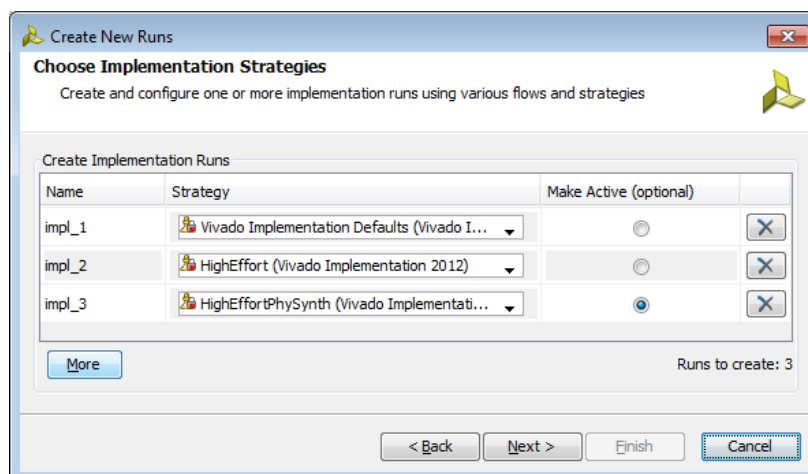 Create New Runs
Choose Implementation Strategies
Create and configure one or more implementation runs using various flows and strategies
Create Implementation Runs
Name Strategy Make Active (optional)
impl_1 Vivado Implementation Defaults (Vivado I...
impl_2 HighEffort (Vivado Implementation 2012)
impl_3 HighEffortPhySynth (Vivado Implementati...
More Runs to create: 3
< Back Next > Finish Cancel